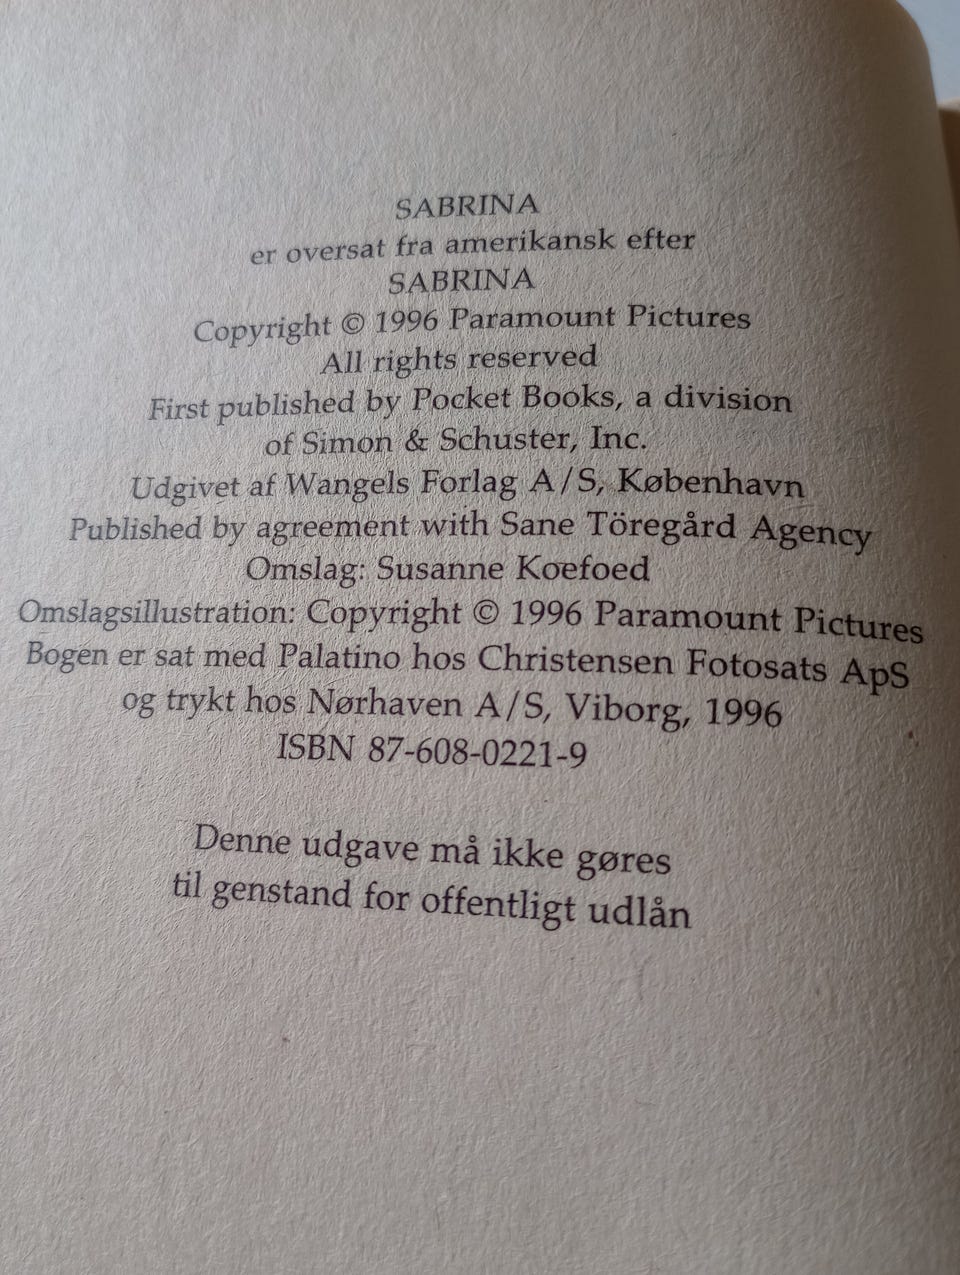 SABRINA
er oversat fra amerikansk efter
SABRINA
Copyright © 1996 Paramount Pictures
All rights reserved
First published by Pocket Books, a division
of Simon & Schuster, Inc.
Udgivet af Wangels Forlag A/S, København
Published by agreement with Sane Töregård Agency
Omslag: Susanne Koefoed
Omslagsillustration: Copyright © 1996 Paramount Pictures
Bogen er sat med Palatino hos Christensen Fotosats ApS
og trykt hos Nørhaven A/S, Viborg, 1996
ISBN 87-608-0221-9
Denne udgave må ikke gøres
til genstand for offentligt udlån